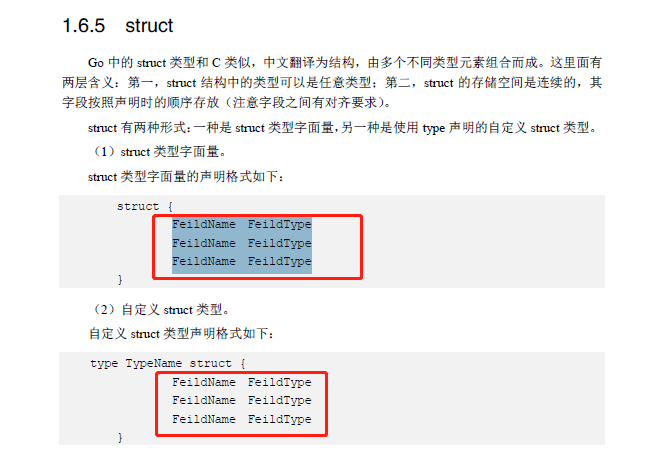 1.6.5 struct
Go 中的 struct 类型和 C 类似，中文翻译为结构，由多个不同类型元素组合而成。这里面有
两层含义：第一，struct 结构中的类型可以是任意类型；第二，struct 的存储空间是连续的，其
字段按照声明时的顺序存放（注意字段之间有对齐要求）。
struct 有两种形式：一种是 struct 类型字面量，另一种是使用 type 声明的自定义 struct 类型。
（1）struct 类型字面量。
struct 类型字面量的声明格式如下：
struct {
FeildName FeildType
FeildName FeildType
FeildName FeildType
}
（2）自定义 struct 类型。
自定义 struct 类型声明格式如下：
type TypeName struct {
FeildName FeildType
FeildName FeildType
FeildName FeildType
}